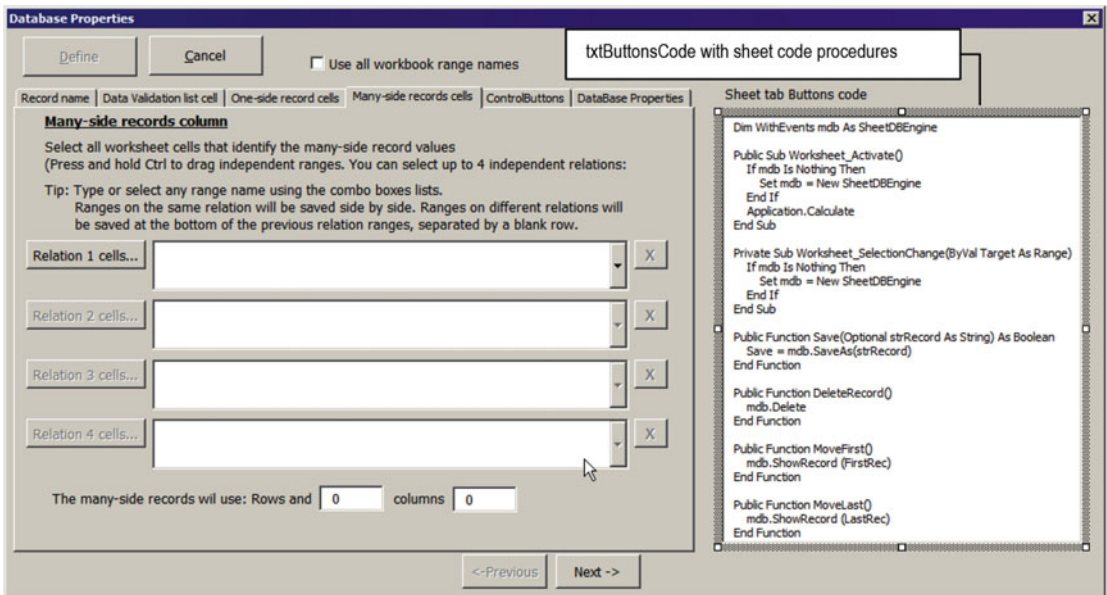 Database Properties
Define
Cancel
Use all workbook range names
txtButtonsCode with sheet code procedures
Record name
Data Validation list cell
One-side record cells
Many-side records cells
ControlButtons
DataBase Properties
Sheet tab Buttons code
Many-side records column
Select all worksheet cells that identify the many-side record values
(Press and hold Ctrl to drag independent ranges. You can select up to 4 independent relations:
Tip: Type or select any range name using the combo boxes lists.
Ranges on the same relation will be saved side by side. Ranges on different relations will
be saved at the bottom of the previous relation ranges, separated by a blank row.
Relation 1 cells...
X
Relation 2 cells...
X
Relation 3 cells...
X
Relation 4 cells...
X
The many-side records wil use: Rows and 0 columns 0
<-Previous
Next ->
Dim WithEvents mdb As SheetDBEngine
Public Sub Worksheet_Activate()
If mdb Is Nothing Then
Set mdb = New SheetDBEngine
End If
Application.Calculate
End Sub
Private Sub Worksheet_SelectionChange(ByVal Target As Range)
If mdb Is Nothing Then
Set mdb = New SheetDBEngine
End If
End Sub
Public Function Save(Optional strRecord As String) As Boolean
Save = mdb.SaveAs(strRecord)
End Function
Public Function DeleteRecord()
mdb.Delete
End Function
Public Function MoveFirst()
mdb.ShowRecord (FirstRec)
End Function
Public Function MoveLast()
mdb.ShowRecord (LastRec)
End Function